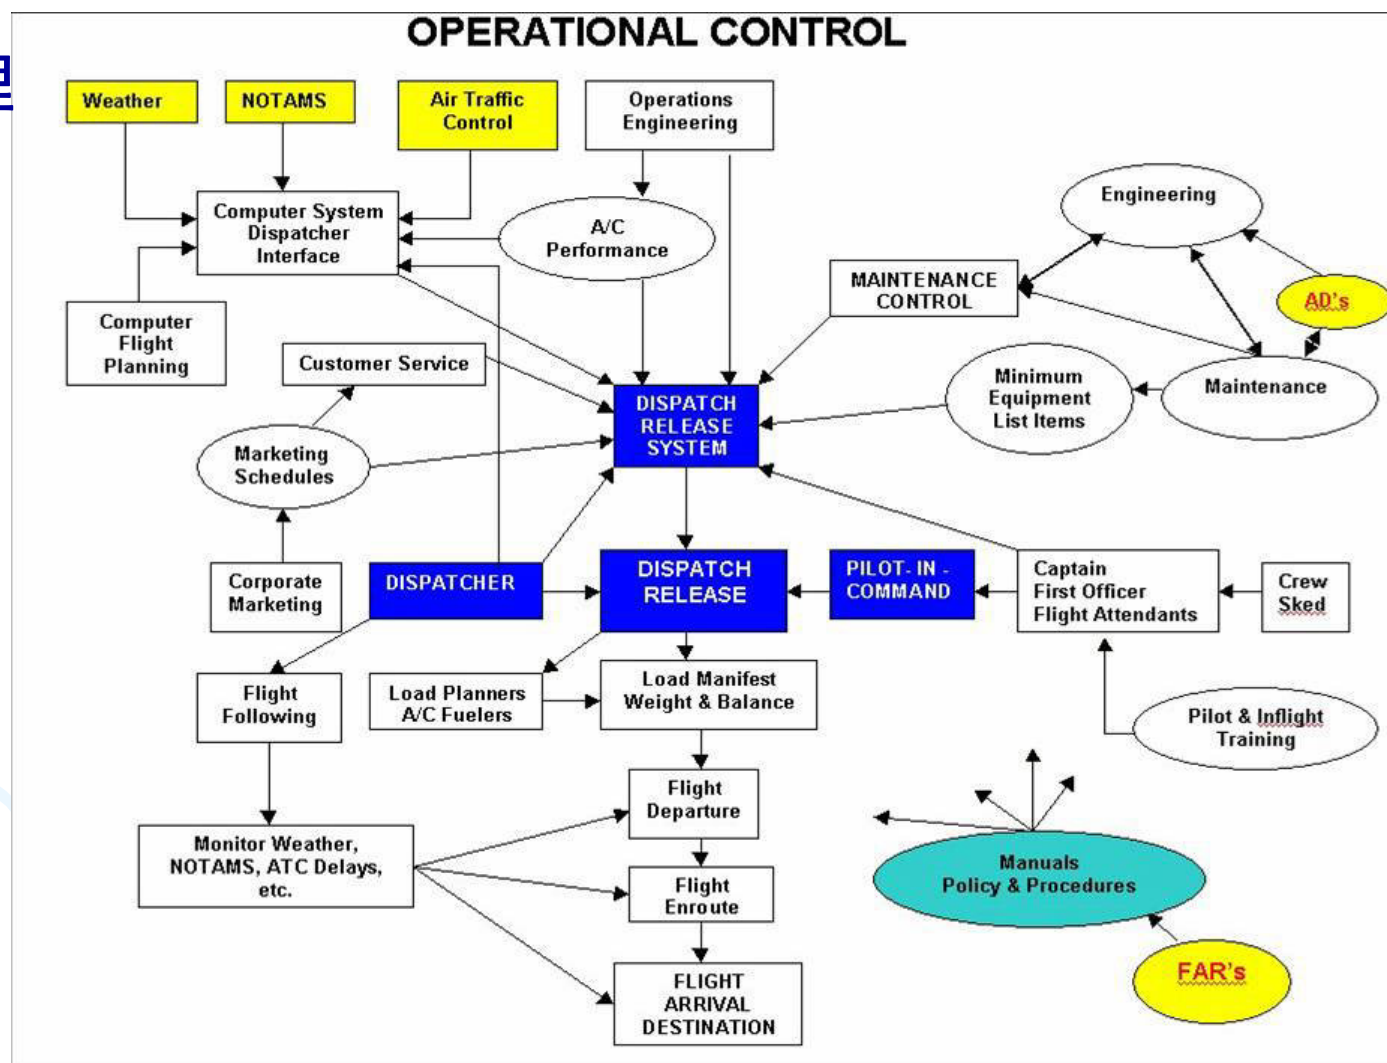 OPERATIONAL CONTROL
Weather
NOTAMS
Air Traffic
Control
Operations
Engineering
Engineering
Computer System
Dispatcher
Interface
A/C
Performance
MAINTENANCE
CONTROL
AD's
Computer
Flight
Planning
Customer Service
Minimum
Equipment
List Items
Maintenance
DISPATCH
RELEASE
SYSTEM
Marketing
Schedules
Corporate
Marketing
DISPATCHER
DISPATCH
RELEASE
PILOT- IN -
COMMAND
Captain
First Officer
Flight Attendants
Crew
Sked
Flight
Following
Load Planners
A/C Fuelers
Load Manifest
Weight & Balance
Pilot & Inflight
Training
Flight
Departure
Monitor Weather,
NOTAMS, ATC Delays,
etc.
Manuals
Policy & Procedures
Flight
Enroute
FAR's
FLIGHT
ARRIVAL
DESTINATION